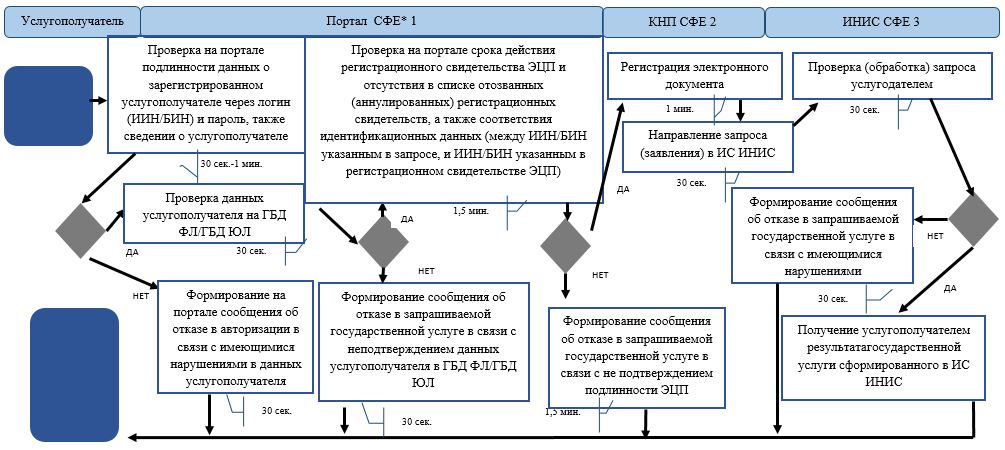 Услугополучатель
Портал СФЕ* 1
КНП СФЕ 2
ИНИС СФЕ 3
Проверка на портале
подлинности данных о
зарегистрированном
услугополучателе через логин
(ИИН/БИН) и пароль, также
сведении о услугополучателе
30 сек.-1 мин.
Проверка данных
услугополучателя на ГБД
ФЛ/ГБД ЮЛ
30 сек.
ДА
НЕТ
Формирование на
портале сообщения об
отказе в авторизации в
связи с имеющимися
нарушениями в данных
услугополучателя
30 сек.
Проверка на портале срока действия
регистрационного свидетельства ЭЦП и
отсутствия в списке отозванных
(аннулированных) регистрационных
свидетельств, а также соответствия
идентификационных данных (между ИИН/БИН
указанным в запросе, и ИИН/БИН указанным в
регистрационном свидетельстве ЭЦП)
1,5 мин.
ДА
НЕТ
Формирование сообщения об
отказе в запрашиваемой
государственной услуге в связи с
неподтверждением данных
услугополучателя в ГБД ФЛ/ГБД
ЮЛ
30 сек.
ДА
НЕТ
Формирование сообщения
об отказе в запрашиваемой
государственной услуге в
связи с не подтверждением
подлинности ЭЦП
1,5 мин.
Регистрация электронного
документа
1 мин.
Направление запроса
(заявления) в ИС ИНИС
30 сек.
Проверка (обработка) запроса
услугодателем
30 сек.
Формирование сообщения
об отказе в запрашиваемой
государственной услуге в
связи с имеющимися
нарушениями
НЕТ
30 сек.
ДА
Получение услугополучателем
результатагосударственной
услуги сформированного в ИС
ИНИС